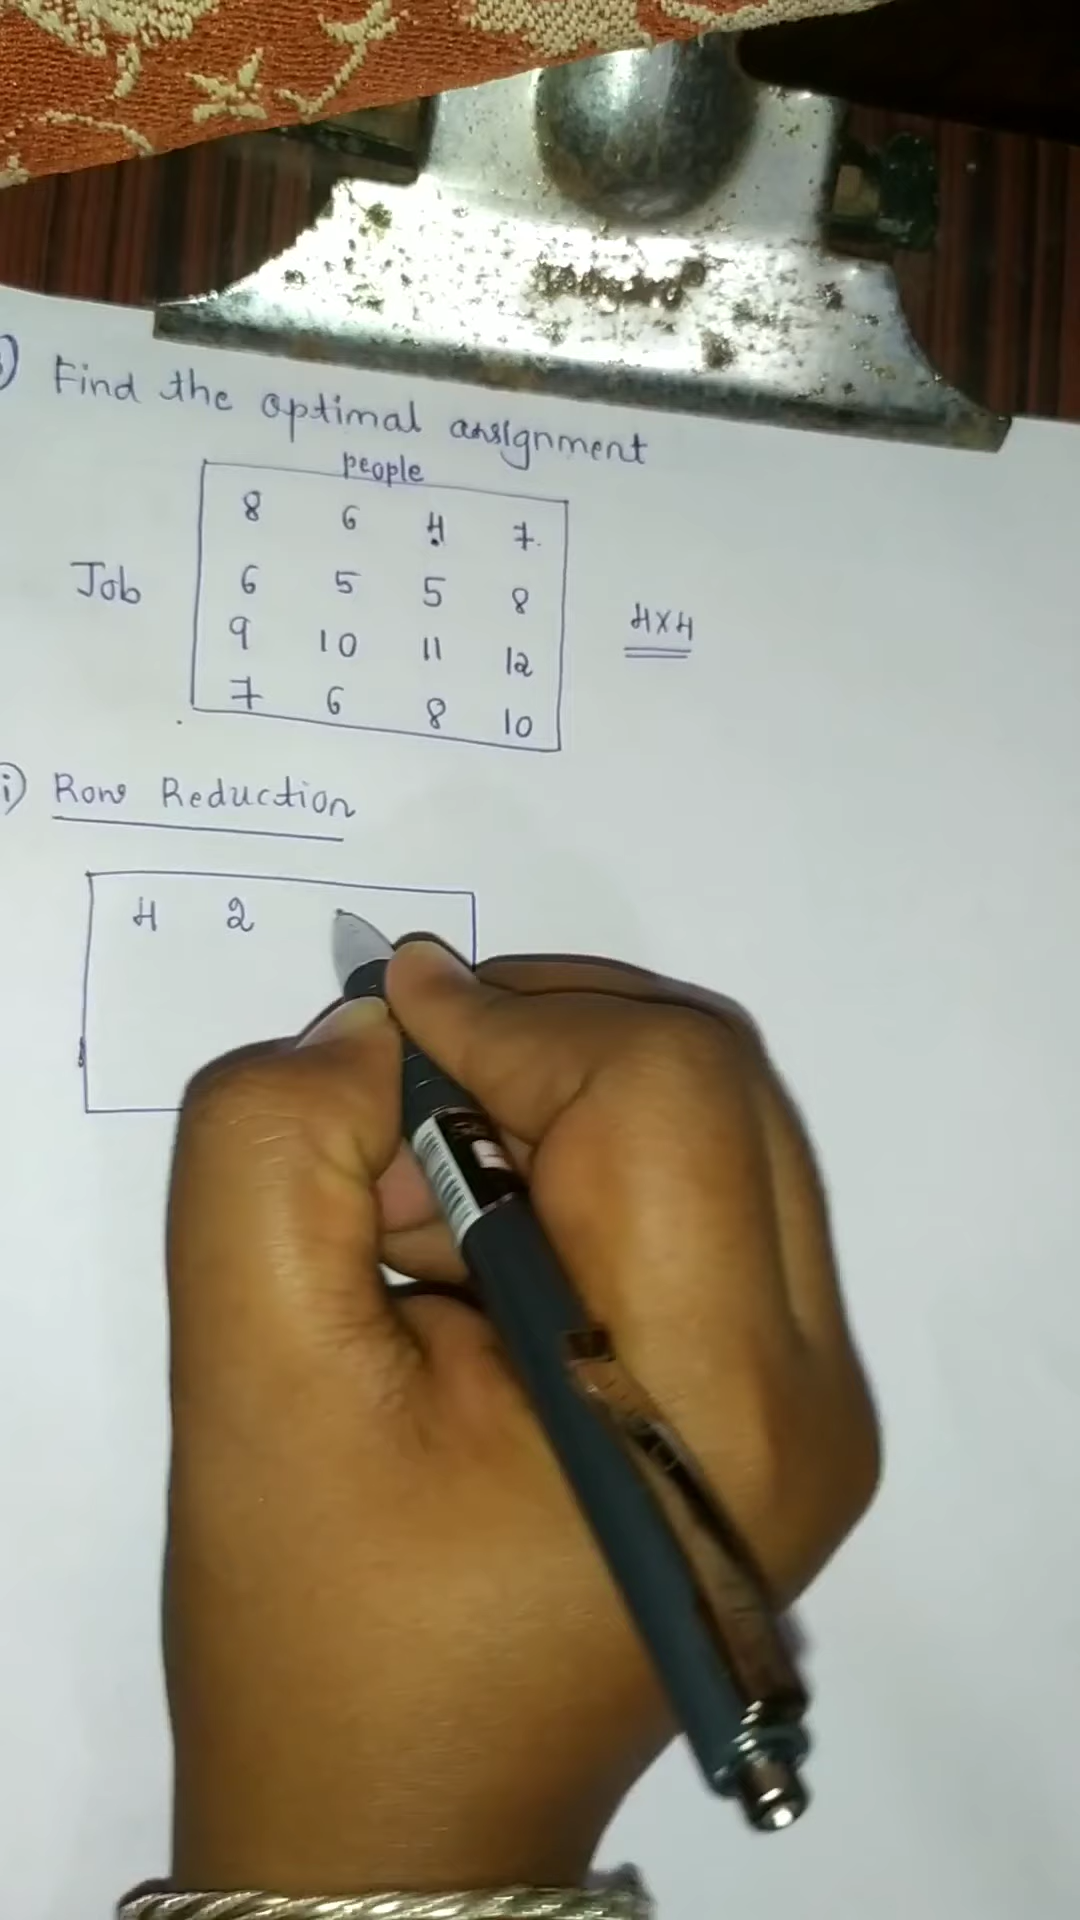 Find the optimal assignment
people
8 6 4 7.
Job
6 5 5 8
4x4
9 10 11 12
7 6 8 10
i) Row Reduction
4 2